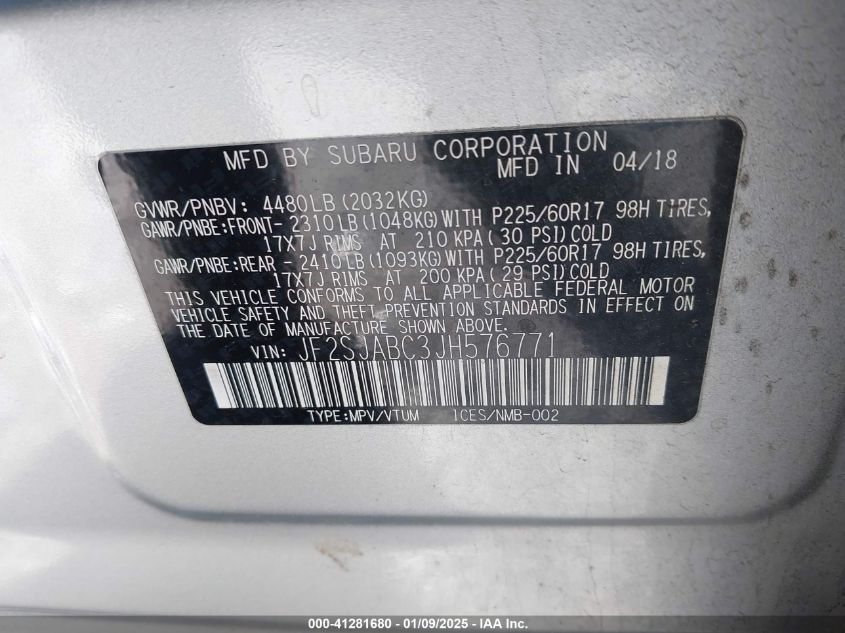 MFD BY SUBARU CORPORATION
MFD IN 04/18
GVWR/PNBV: 4480LB(2032KG)
GAWR/PNBE:FRONT- 2310LB(1048KG)WITH P225/60R17 98H TIRES,
17X7J RIMS AT 210 KPA( 30 PSI)COLD
GAWR/PNBE:REAR - 2410LB(1093KG)WITH P225/60R17 98H TIRES,
17X7J RIMS AT 200 KPA( 29 PSI)COLD
THIS VEHICLE CONFORMS TO ALL APPLICABLE FEDERAL MOTOR
VEHICLE SAFETY AND THEFT PREVENTION STANDARDS IN EFFECT ON
THE DATE OF MANUFACTURE SHOWN ABOVE.
VIN: JF2SJABC3JH576771
TYPE:MPV/VTUM ICES/NMB-002
000-41281680 - 01/09/2025 - IAA Inc.